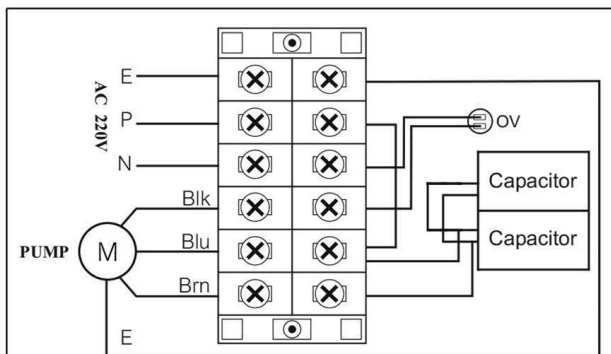 E
AC 220V
P
N
OV
Blk
Capacitor
Blu
Capacitor
PUMP
M
Brn
E